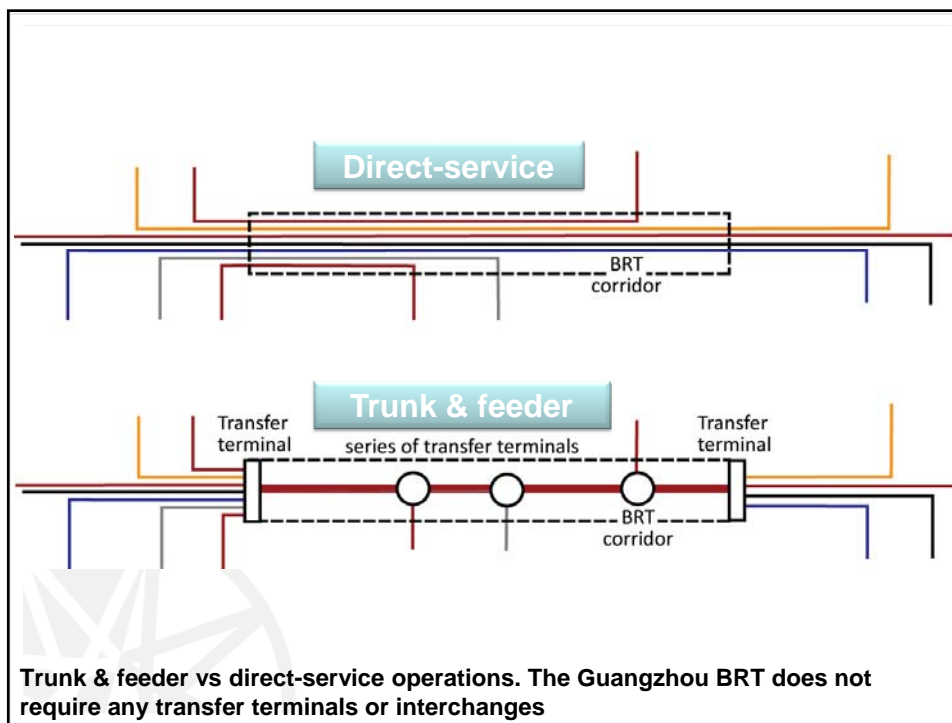 Direct-service
BRT
corridor
Trunk & feeder
Transfer
terminal
series of transfer terminals
Transfer
terminal
BRT
corridor
Trunk & feeder vs direct-service operations. The Guangzhou BRT does not
require any transfer terminals or interchanges